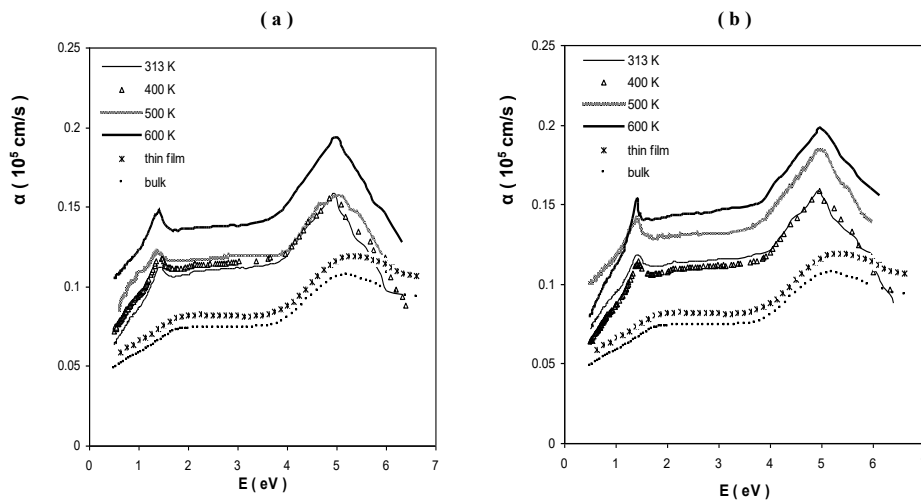 ( a )
0.25
0.2
0.15
0.1
0.05
0
α ( 10⁵ cm/s )
313 K
400 K
500 K
600 K
thin film
bulk
0 1 2 3 4 5 6 7
E ( eV )
( b )
0.25
0.2
0.15
0.1
0.05
0
α ( 10⁵ cm/s )
313 K
400 K
500 K
600 K
thin film
bulk
0 1 2 3 4 5 6 7
E ( eV )